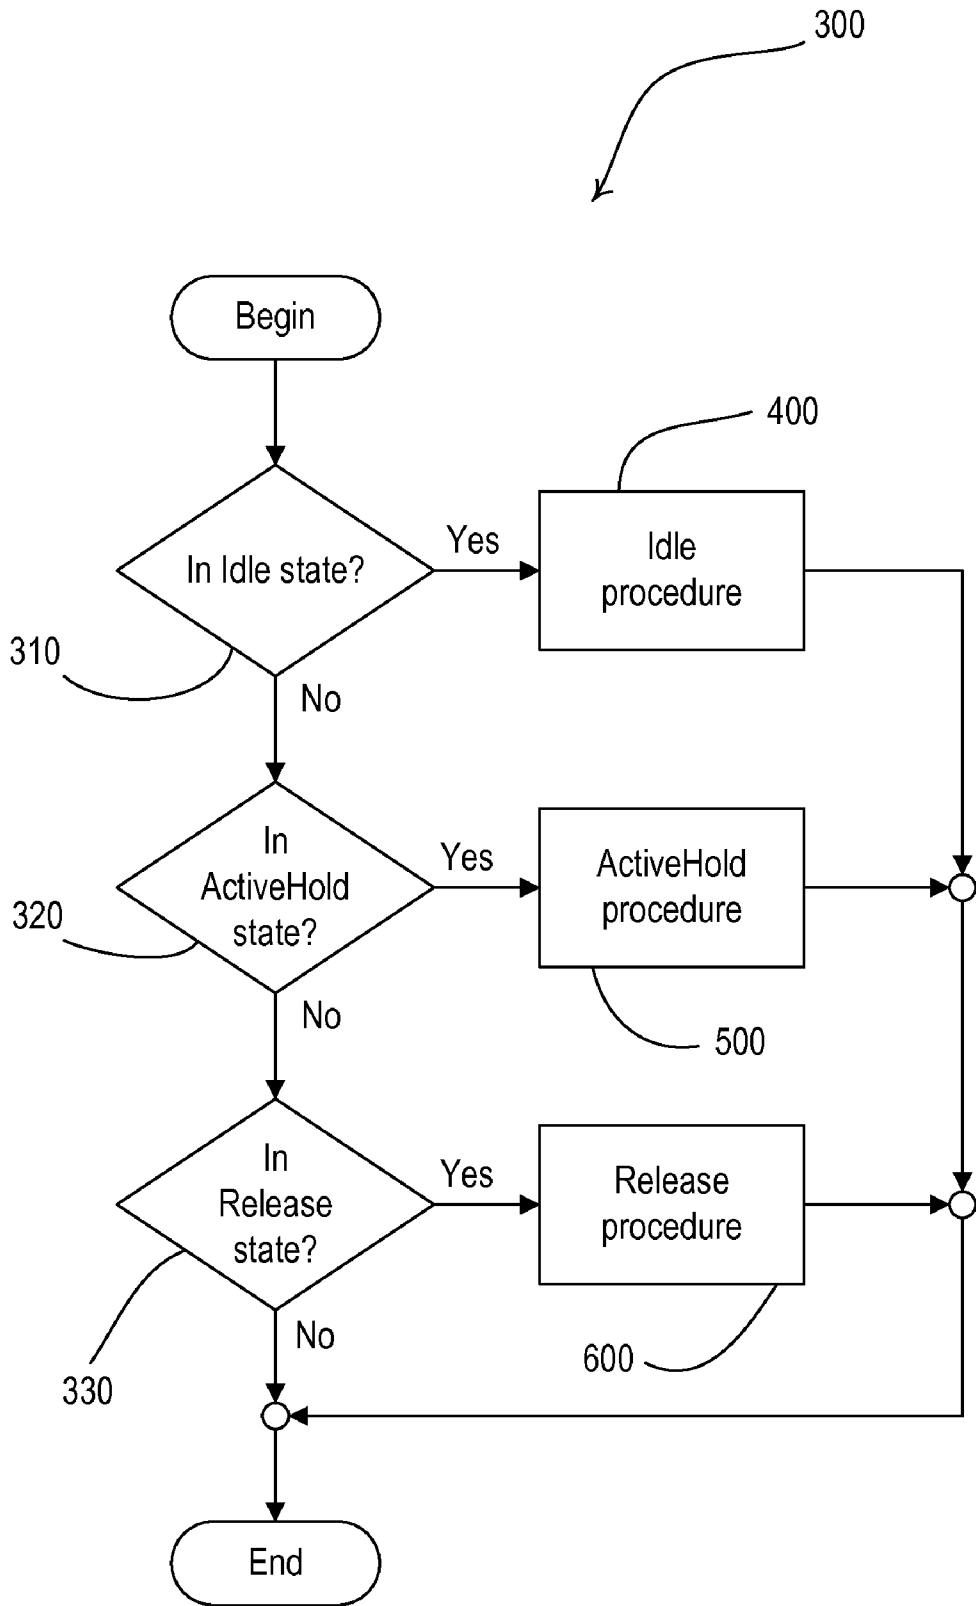 300
Begin
400
Yes
Idle
procedure
In Idle state?
310
No
In
ActiveHold
state?
Yes
ActiveHold
procedure
320
No
500
In
Release
state?
Yes
Release
procedure
No
600
330
End